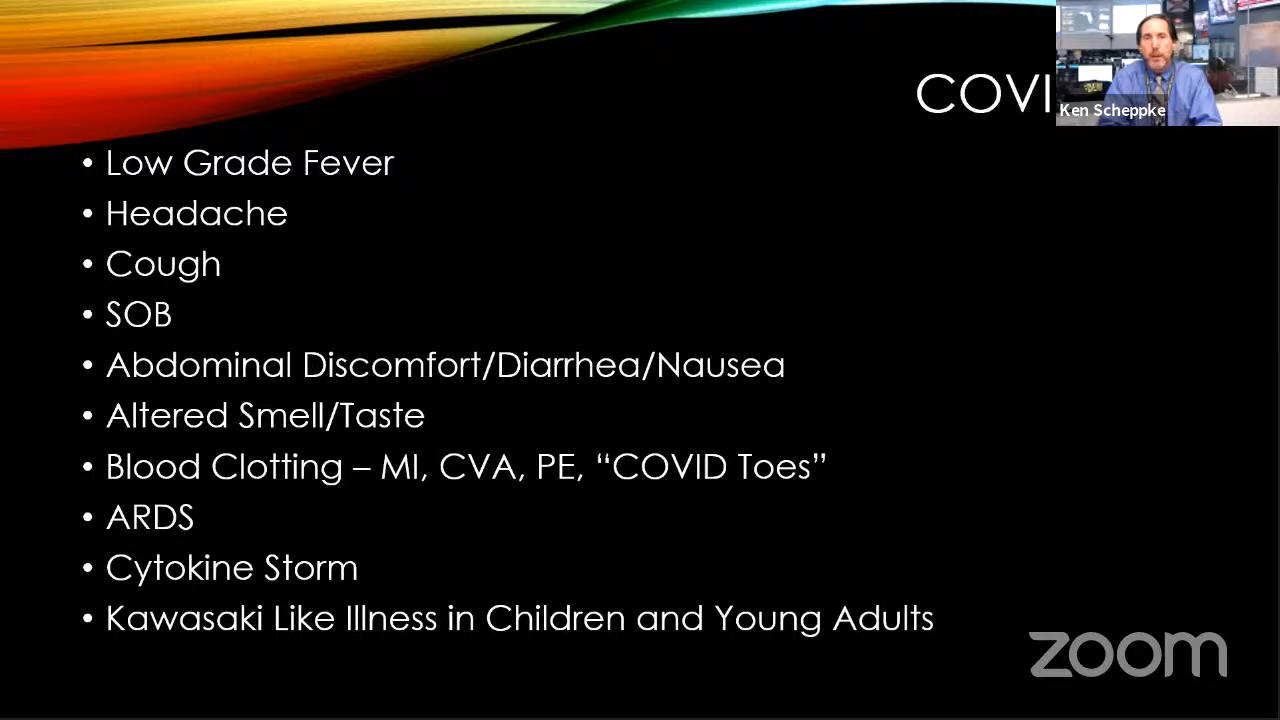 COVI
Ken Scheppke
• Low Grade Fever
• Headache
• Cough
• SOB
• Abdominal Discomfort/Diarrhea/Nausea
• Altered Smell/Taste
• Blood Clotting – MI, CVA, PE, “COVID Toes”
• ARDS
• Cytokine Storm
• Kawasaki Like Illness in Children and Young Adults
zoom